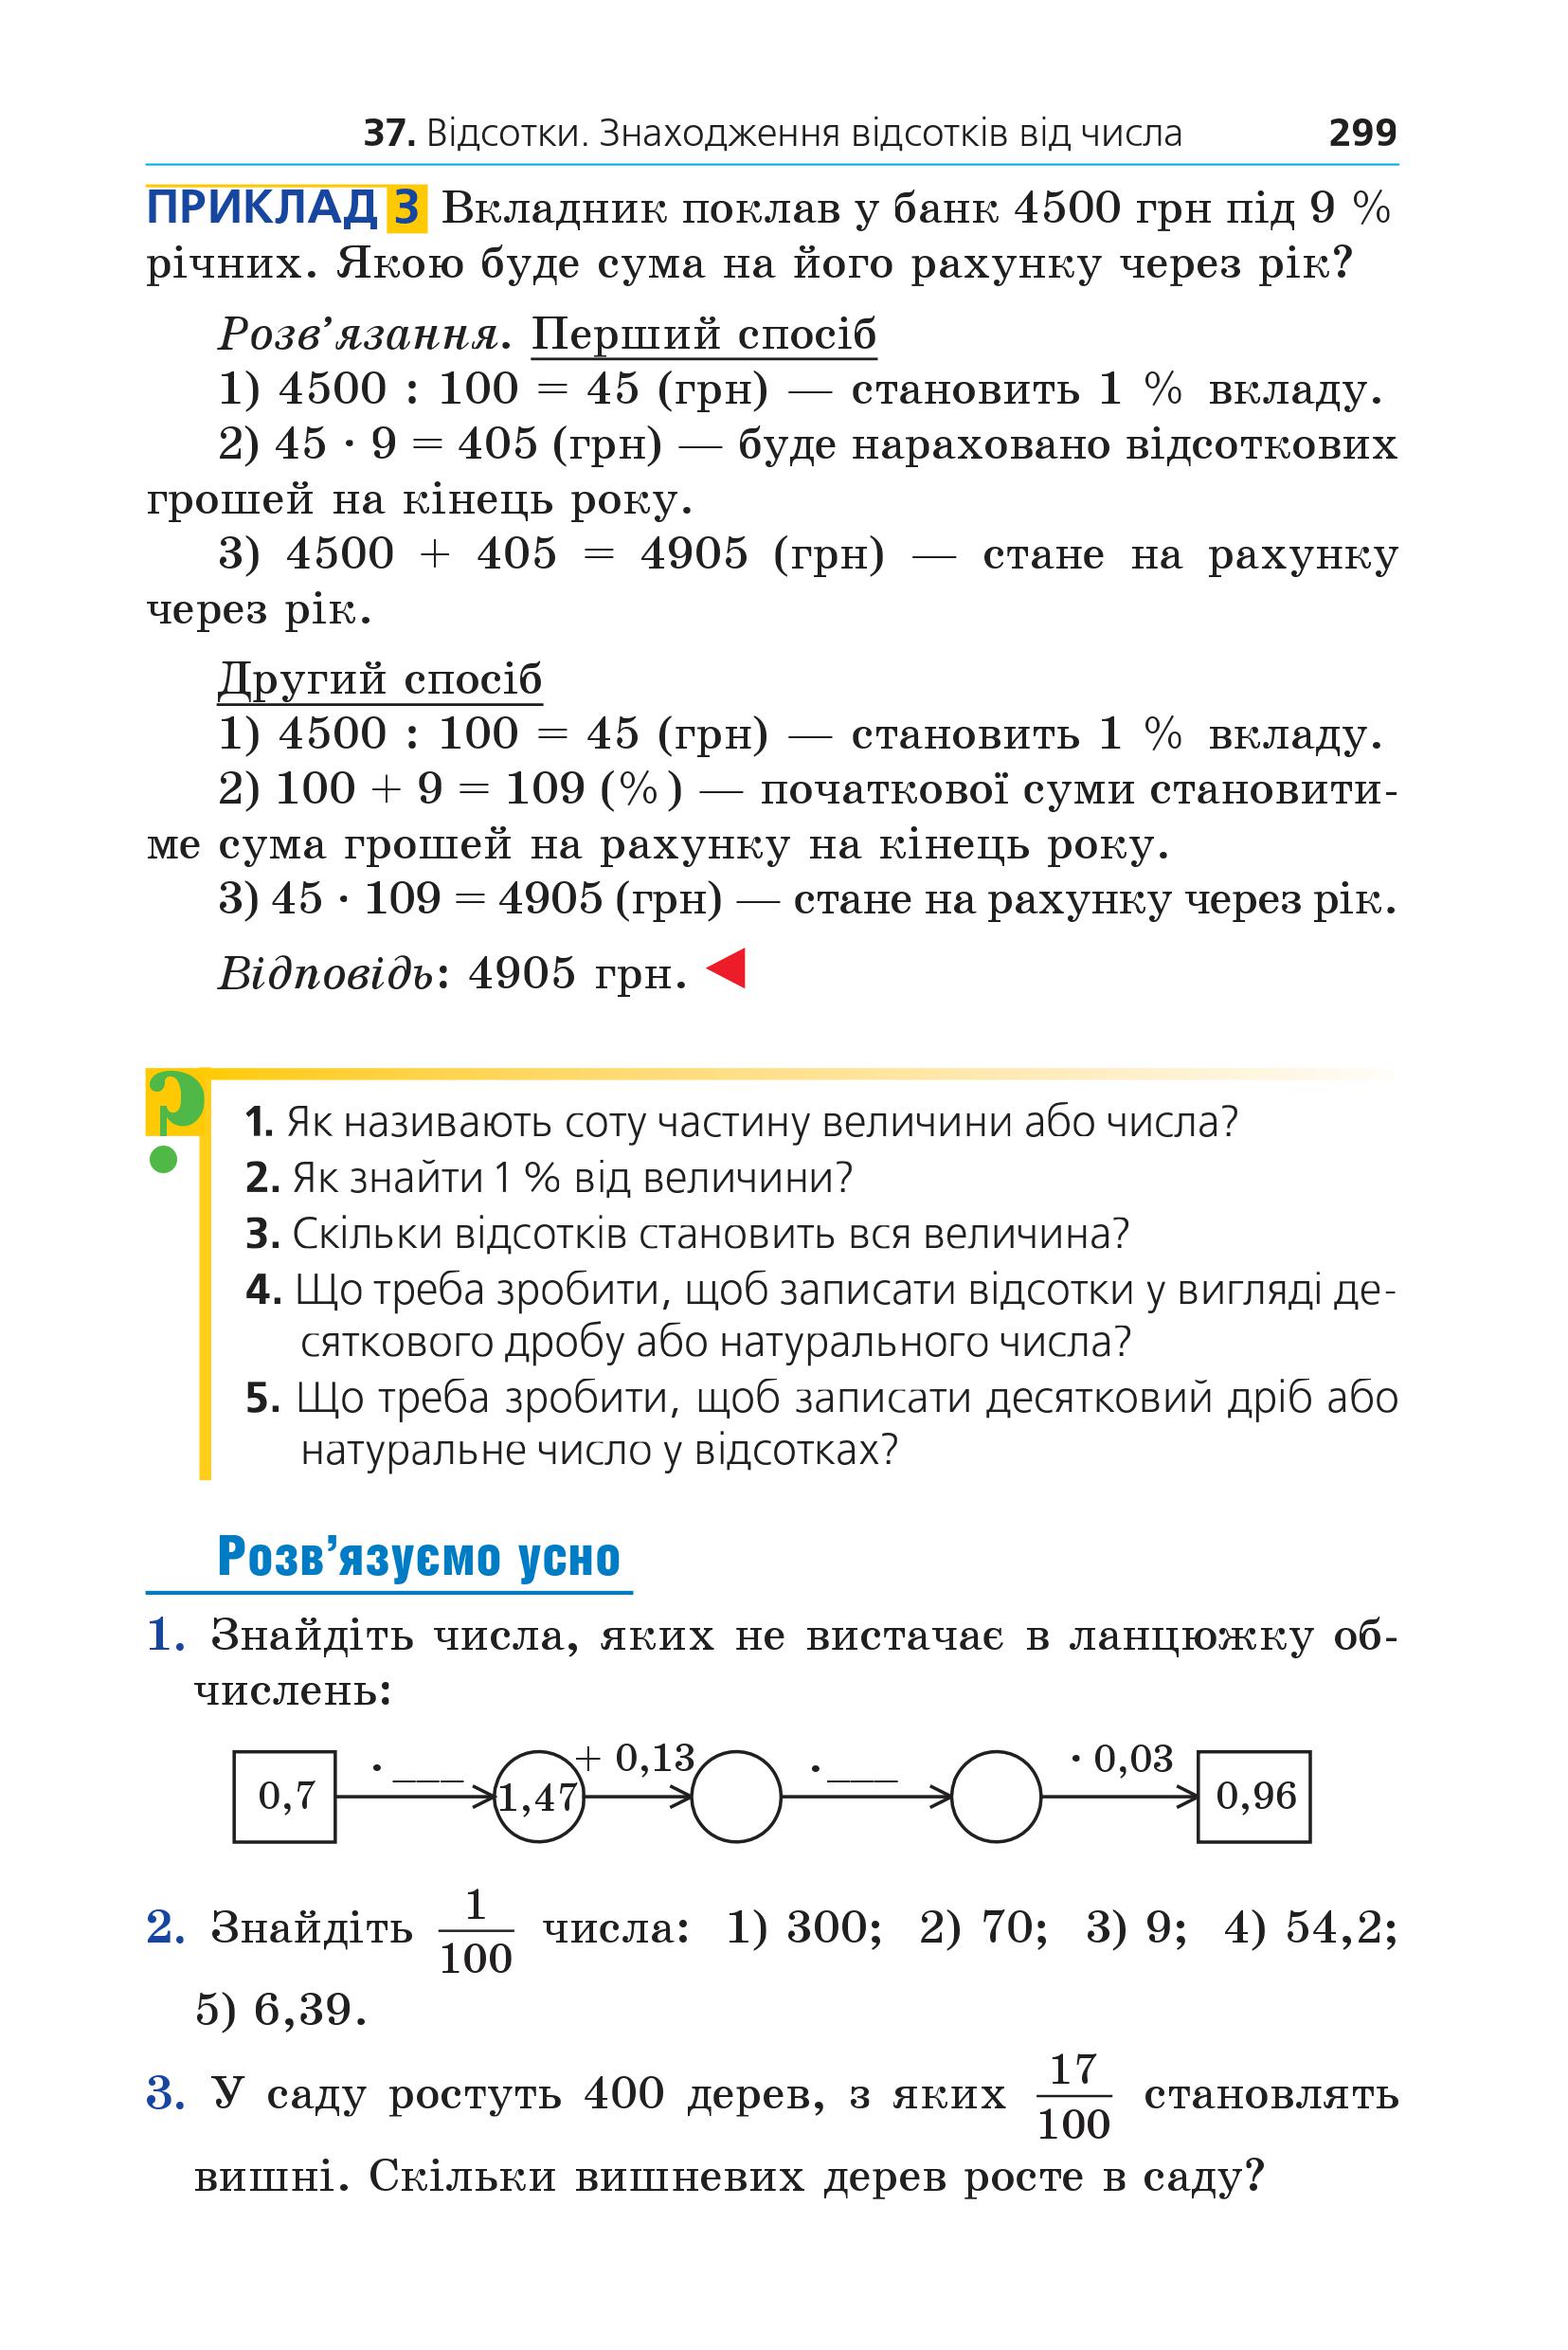 37. Відсотки. Знаходження відсотків від числа 299
ПРИКЛАД 3 Вкладник поклав у банк 4500 грн під 9 %
річних. Якою буде сума на його рахунку через рік?
Розв’язання. Перший спосіб
1) 4500 : 100 = 45 (грн) — становить 1 % вкладу.
2) 45 · 9 = 405 (грн) — буде нараховано відсоткових
грошей на кінець року.
3) 4500 + 405 = 4905 (грн) — стане на рахунку
через рік.
Другий спосіб
1) 4500 : 100 = 45 (грн) — становить 1 % вкладу.
2) 100 + 9 = 109 (%) — початкової суми становити-
ме сума грошей на рахунку на кінець року.
3) 45 · 109 = 4905 (грн) — стане на рахунку через рік.
Відповідь: 4905 грн.
?
1. Як називають соту частину величини або числа?
2. Як знайти 1 % від величини?
3. Скільки відсотків становить вся величина?
4. Що треба зробити, щоб записати відсотки у вигляді де-
сяткового дробу або натурального числа?
5. Що треба зробити, щоб записати десятковий дріб або
натуральне число у відсотках?
Розв’язуємо усно
1. Знайдіть числа, яких не вистачає в ланцюжку об-
числень:
0,7 · ___ 1,47 + 0,13 · ___ · 0,03 0,96
2. Знайдіть 1/100 числа: 1) 300; 2) 70; 3) 9; 4) 54,2;
5) 6,39.
3. У саду ростуть 400 дерев, з яких 17/100 становлять
вишні. Скільки вишневих дерев росте в саду?